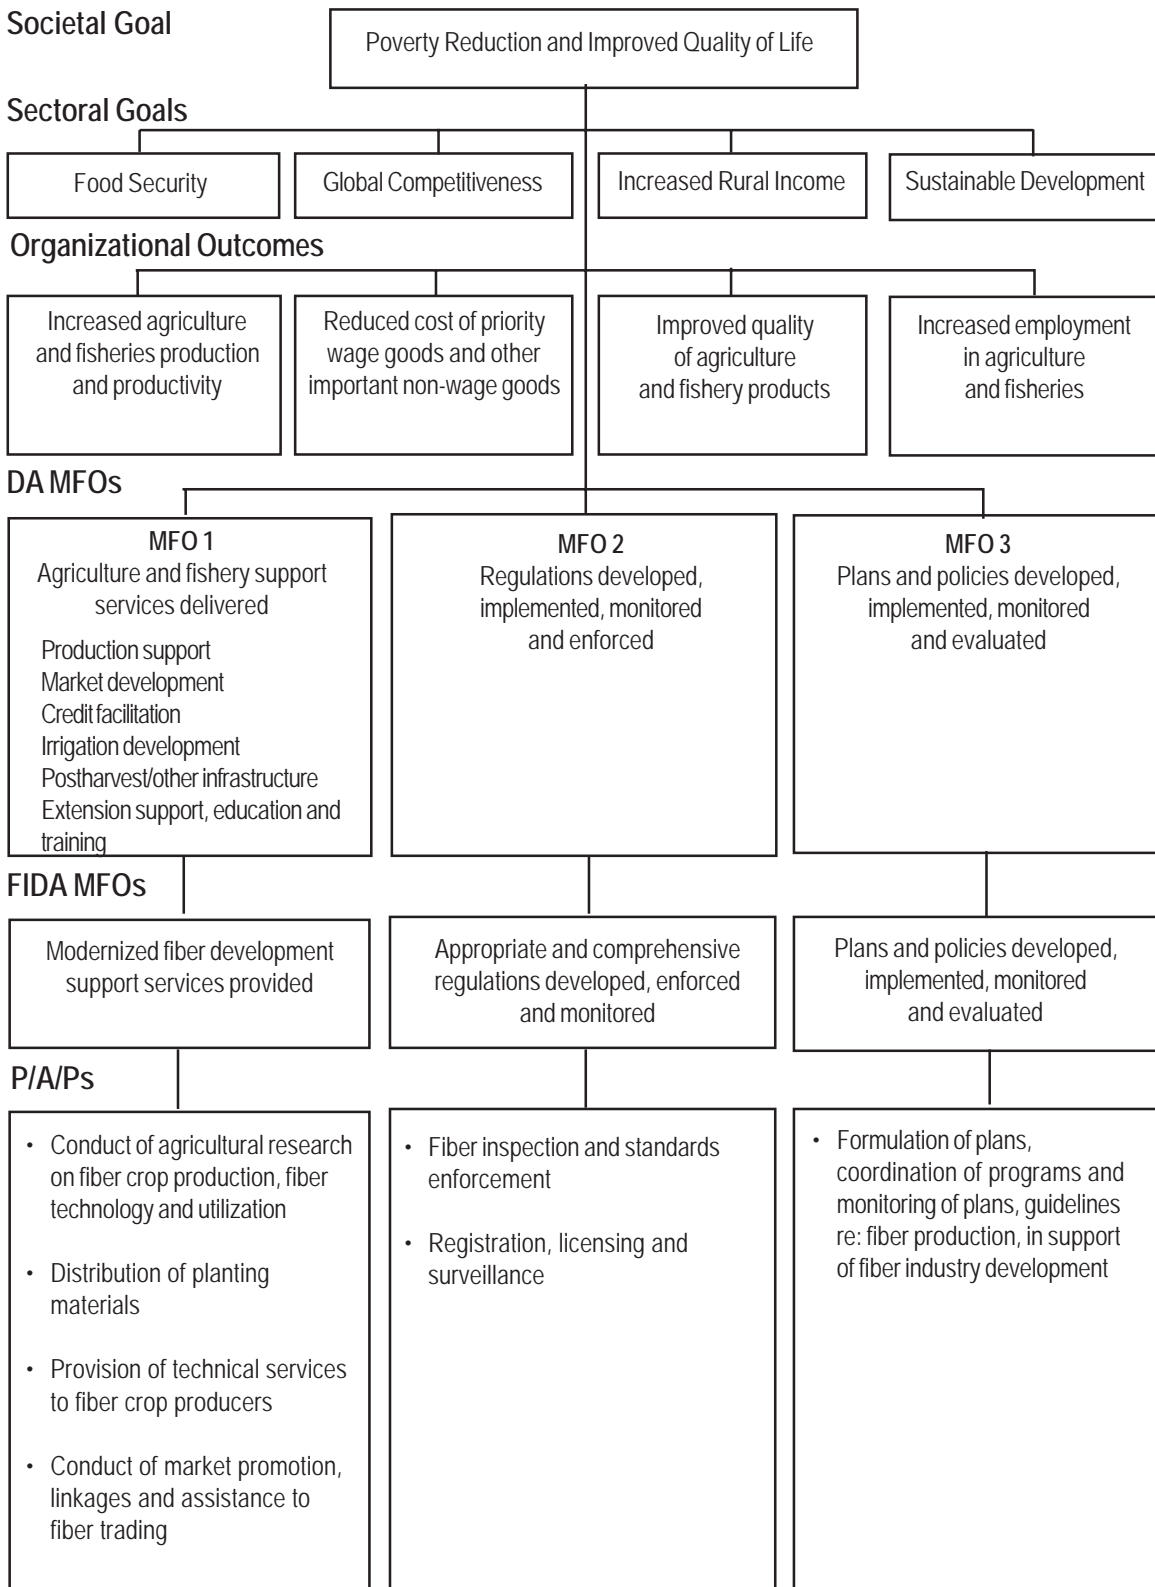 Societal Goal
Poverty Reduction and Improved Quality of Life
Sectoral Goals
Food Security
Global Competitiveness
Increased Rural Income
Sustainable Development
Organizational Outcomes
Increased agriculture
and fisheries production
and productivity
Reduced cost of priority
wage goods and other
important non-wage goods
Improved quality
of agriculture
and fishery products
Increased employment
in agriculture
and fisheries
DA MFOs
MFO 1
Agriculture and fishery support
services delivered
Production support
Market development
Credit facilitation
Irrigation development
Postharvest/other infrastructure
Extension support, education and
training
MFO 2
Regulations developed,
implemented, monitored
and enforced
MFO 3
Plans and policies developed,
implemented, monitored
and evaluated
FIDA MFOs
Modernized fiber development
support services provided
Appropriate and comprehensive
regulations developed, enforced
and monitored
Plans and policies developed,
implemented, monitored
and evaluated
P/A/Ps
• Conduct of agricultural research
on fiber crop production, fiber
technology and utilization
• Distribution of planting
materials
• Provision of technical services
to fiber crop producers
• Conduct of market promotion,
linkages and assistance to
fiber trading
• Fiber inspection and standards
enforcement
• Registration, licensing and
surveillance
• Formulation of plans,
coordination of programs and
monitoring of plans, guidelines
re: fiber production, in support
of fiber industry development